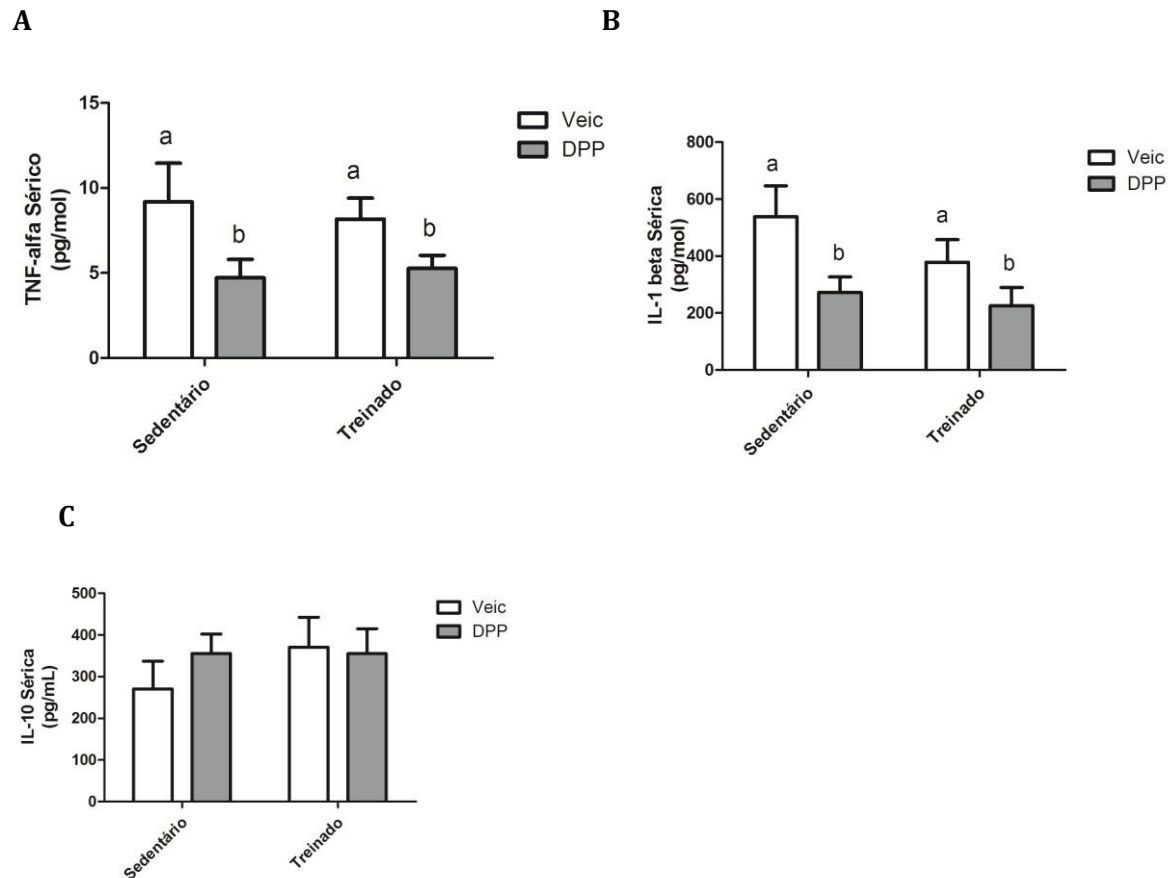 A
15
10
5
0
TNF-alfa Sérico
(pg/mol)
a
b
a
b
Sedentário
Treinado
Veic
DPP
B
800
600
400
200
0
IL-1 beta Sérica
(pg/mol)
a
b
a
b
Sedentário
Treinado
Veic
DPP
C
500
400
300
200
100
0
IL-10 Sérica
(pg/mL)
Sedentário
Treinado
Veic
DPP